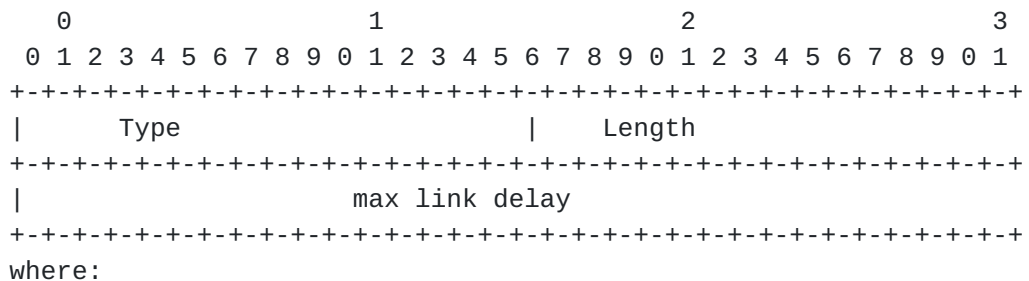 0                   1                   2                   3
 0 1 2 3 4 5 6 7 8 9 0 1 2 3 4 5 6 7 8 9 0 1 2 3 4 5 6 7 8 9 0 1
+-+-+-+-+-+-+-+-+-+-+-+-+-+-+-+-+-+-+-+-+-+-+-+-+-+-+-+-+-+-+-+-+
|      Type                      |    Length
+-+-+-+-+-+-+-+-+-+-+-+-+-+-+-+-+-+-+-+-+-+-+-+-+-+-+-+-+-+-+-+-+
|                     max link delay
+-+-+-+-+-+-+-+-+-+-+-+-+-+-+-+-+-+-+-+-+-+-+-+-+-+-+-+-+-+-+-+-+
where: